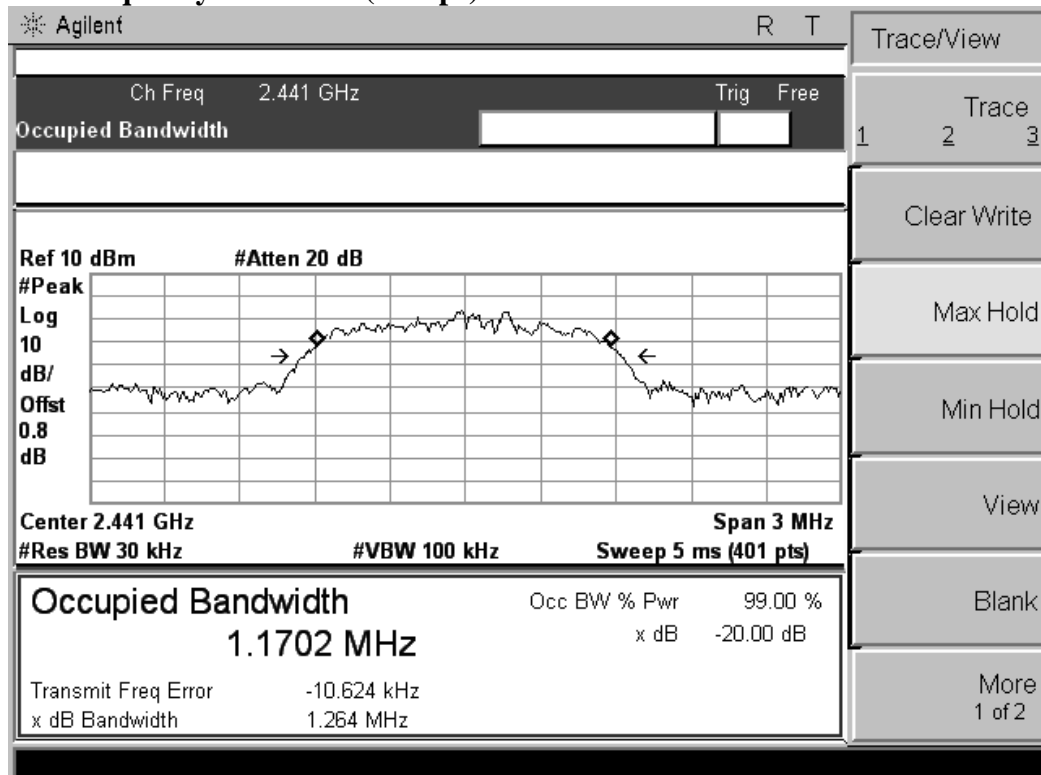 Agilent R T
Trace/View
Ch Freq 2.441 GHz Trig Free
Occupied Bandwidth
Trace
1 2 3
Clear Write
Max Hold
Min Hold
View
Blank
More
1 of 2
Ref 10 dBm #Atten 20 dB
#Peak
Log
10
dB/
Offst
0.8
dB
Center 2.441 GHz Span 3 MHz
#Res BW 30 kHz #VBW 100 kHz Sweep 5 ms (401 pts)
Occupied Bandwidth
1.1702 MHz
Occ BW % Pwr 99.00 %
x dB -20.00 dB
Transmit Freq Error -10.624 kHz
x dB Bandwidth 1.264 MHz